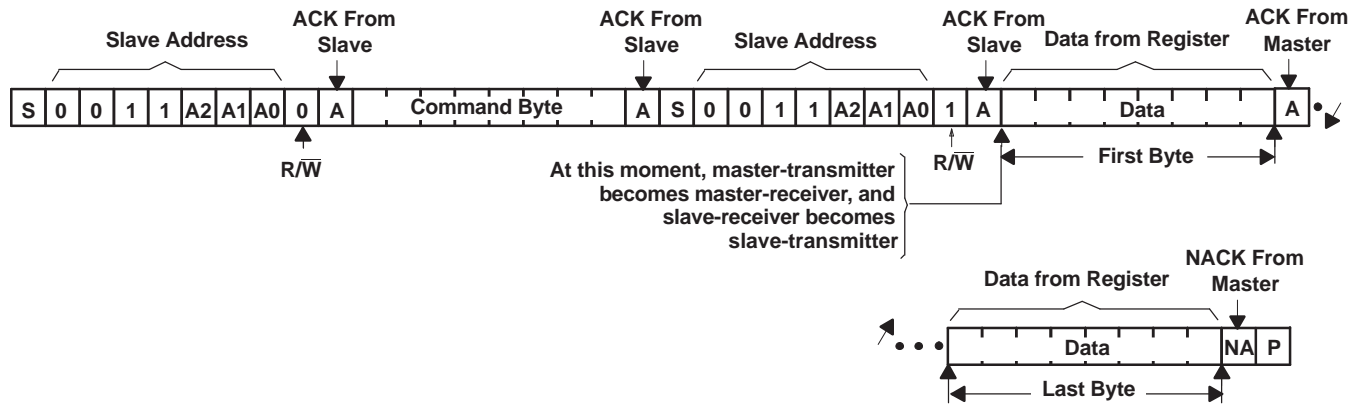 ACK From Slave
ACK From Slave
ACK From Slave
ACK From Master
Slave Address
Slave Address
Data from Register
S 0 0 1 1 A2 A1 A0 0 A Command Byte A S 0 0 1 1 A2 A1 A0 1 A Data A
R/W̅
R/W̅
First Byte
At this moment, master-transmitter
becomes master-receiver, and
slave-receiver becomes
slave-transmitter
NACK From Master
Data from Register
Data NA P
Last Byte